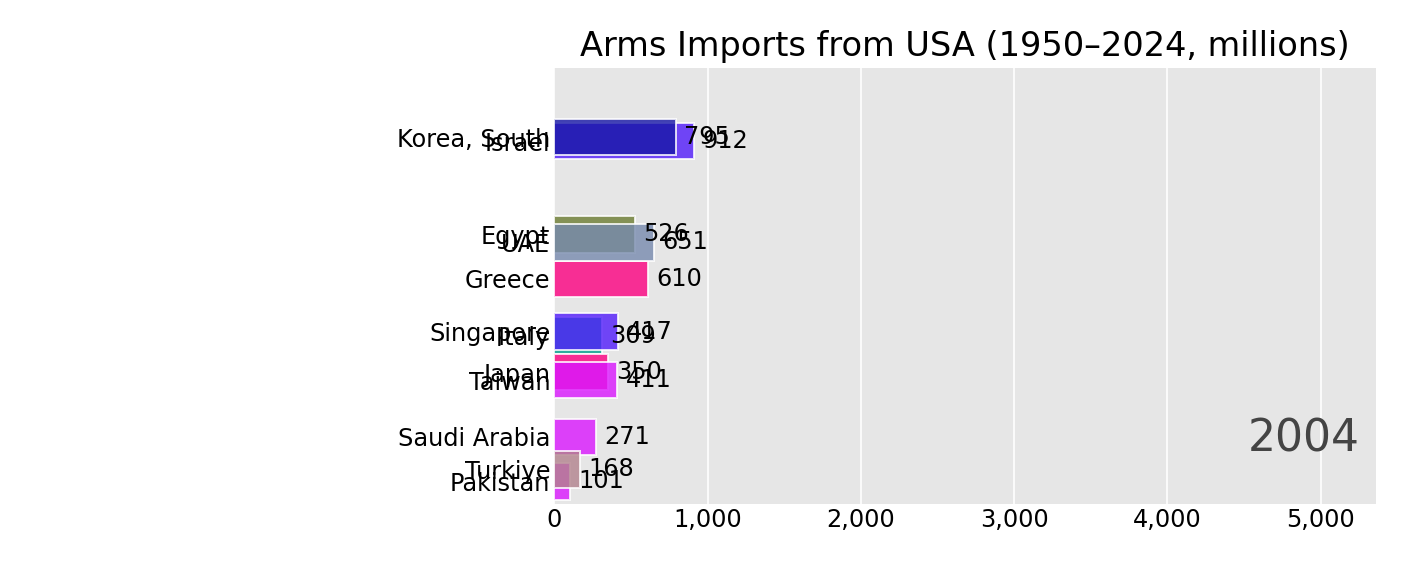 Arms Imports from USA (1950–2024, millions)
Korea, South 795
Israel 912
Egypt 526
UAE 651
Greece 610
Singapore 417
Italy 309
Japan 350
Taiwan 411
Saudi Arabia 271
2004
Turkiye 168
Pakistan 101
0 1,000 2,000 3,000 4,000 5,000